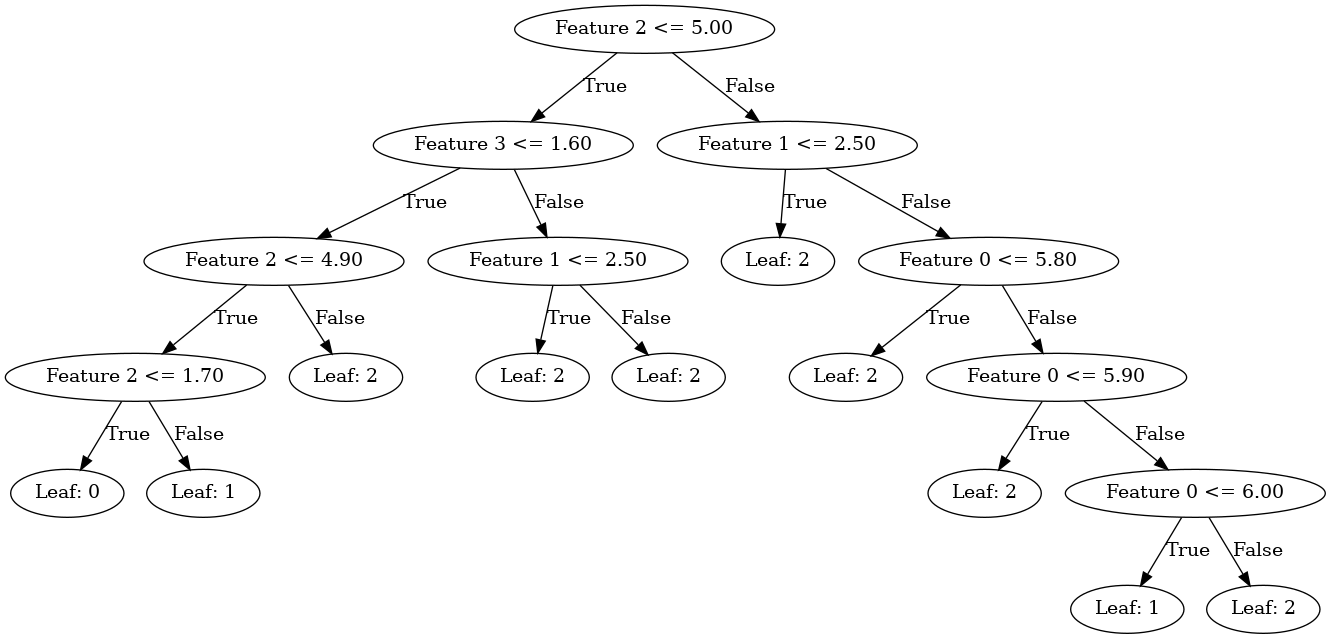 Feature 2 <= 5.00
True
False
Feature 3 <= 1.60
Feature 1 <= 2.50
True
False
True
False
Feature 2 <= 4.90
Feature 1 <= 2.50
Leaf: 2
Feature 0 <= 5.80
True
False
True
False
True
False
Feature 2 <= 1.70
Leaf: 2
Leaf: 2
Leaf: 2
Leaf: 2
Feature 0 <= 5.90
True
False
True
False
Leaf: 0
Leaf: 1
Leaf: 2
Feature 0 <= 6.00
True
False
Leaf: 1
Leaf: 2